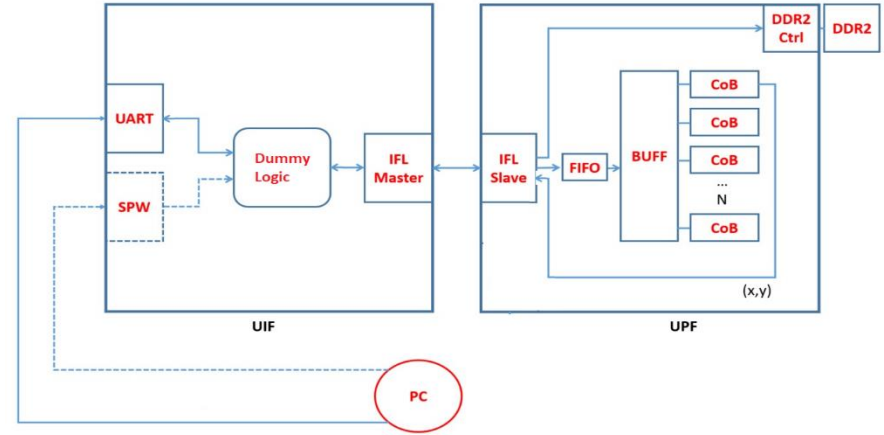 DDR2
Ctrl
DDR2
UART
SPW
Dummy
Logic
IFL
Master
IFL
Slave
FIFO
BUFF
CoB
CoB
CoB
...
N
CoB
(x,y)
UIF
UPF
PC